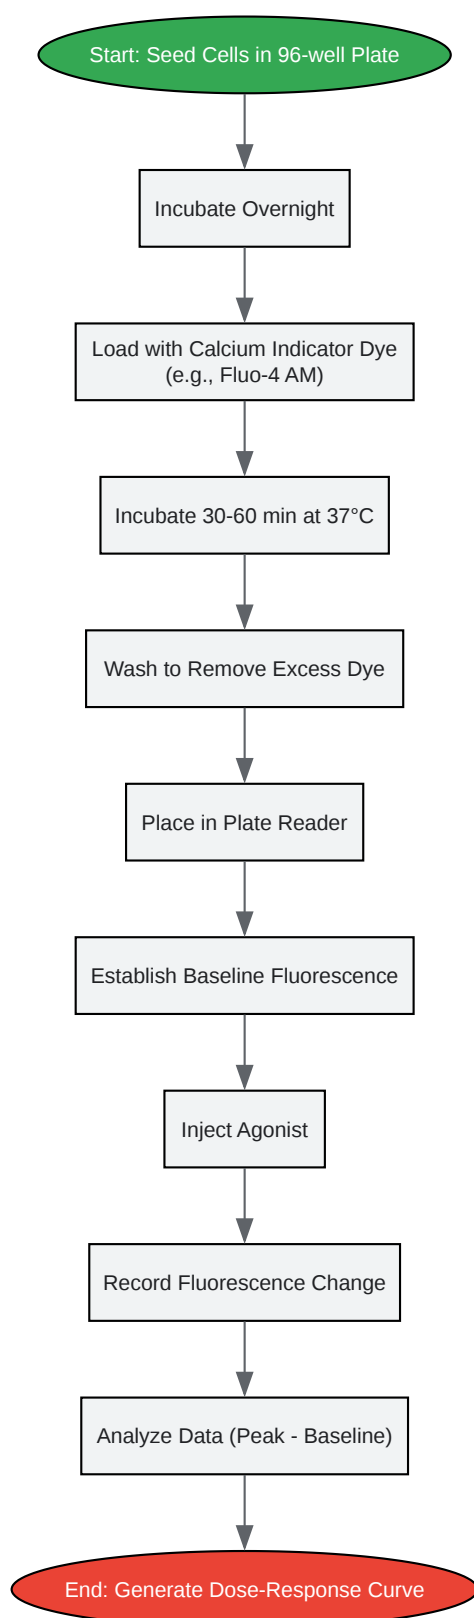 Start: Seed Cells in 96-well Plate
Incubate Overnight
Load with Calcium Indicator Dye
(e.g., Fluo-4 AM)
Incubate 30-60 min at 37°C
Wash to Remove Excess Dye
Place in Plate Reader
Establish Baseline Fluorescence
Inject Agonist
Record Fluorescence Change
Analyze Data (Peak - Baseline)
End: Generate Dose-Response Curve